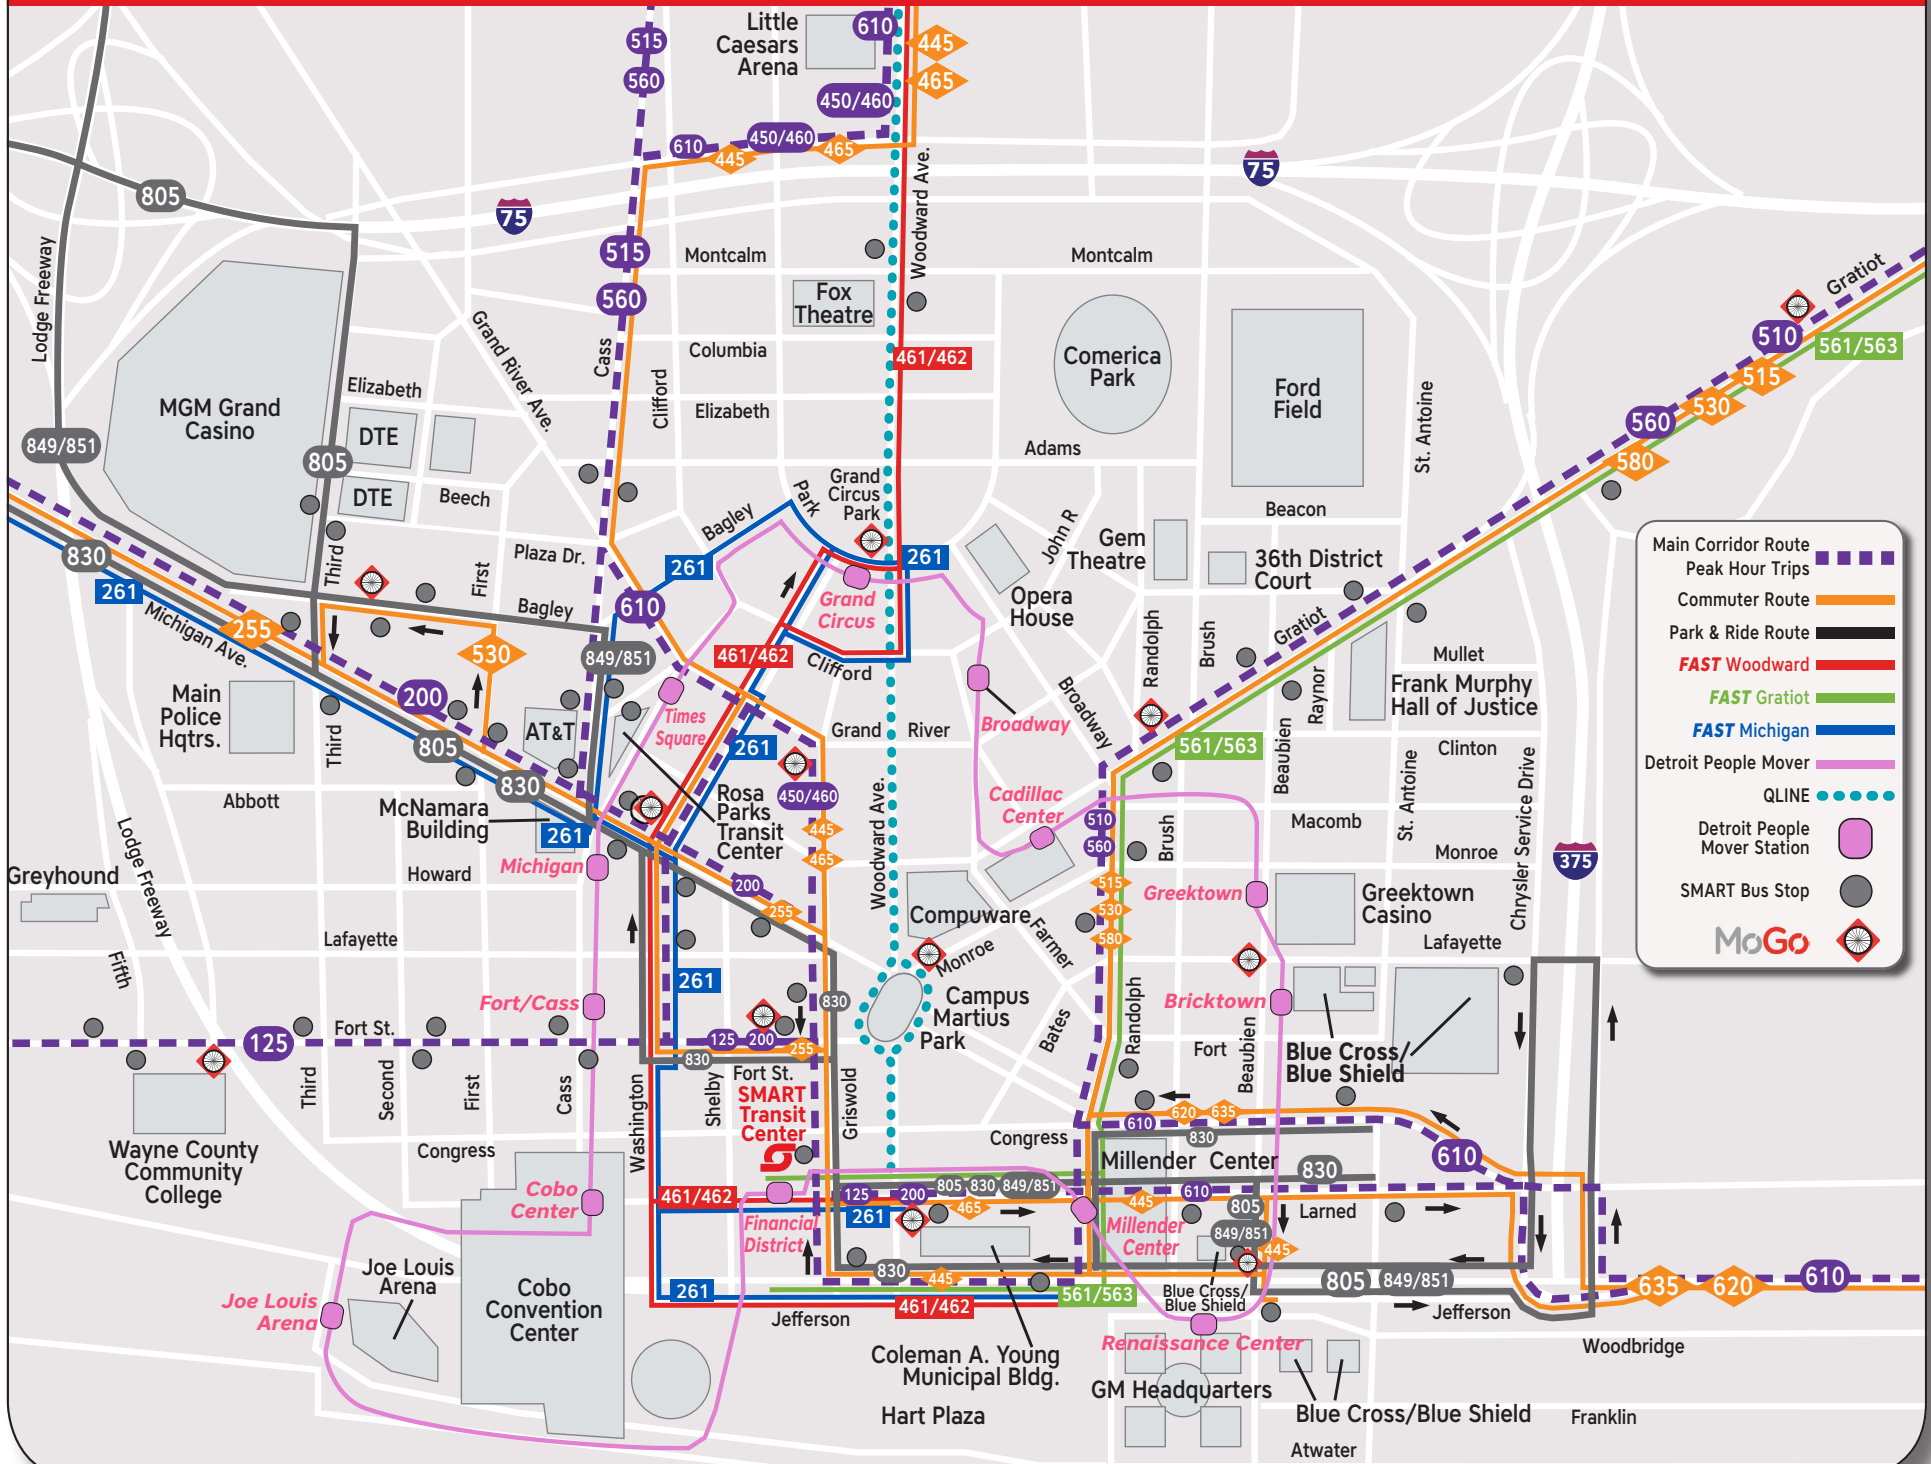 Little
Caesars
Arena
610
515
560
445
465
450/460
610
450/460
445
465
805
75
75
Woodward Ave.
Lodge Freeway
515
560
Montcalm
Montcalm
Gratiot
Fox
Theatre
510
561/563
515
530
560
580
Grand River Ave.
Cass
Columbia
461/462
Comerica
Park
Ford
Field
Clifford
Elizabeth
Elizabeth
MGM Grand
Casino
DTE
849/851
805
Adams
St. Antoine
DTE
Beech
Park
Grand
Circus
Park
Bagley
John R
Gem
Theatre
Beacon
830
261
Third
First
Plaza Dr.
261
261
36th District
Court
Michigan Ave.
255
Bagley
610
Grand
Circus
Opera
House
Randolph
Brush
Gratiot
530
849/851
461/462
Clifford
Mullet
Main
Police
Hqtrs.
200
Broadway
Raynor
Frank Murphy
Hall of Justice
AT&T
Times
Square
Broadway
805
Third
261
Grand
River
561/563
Beaubien
Clinton
St. Antoine
Chrysler Service Drive
830
Abbott
McNamara
Building
261
Rosa
Parks
Transit
Center
450/460
445
465
Woodward Ave.
Cadillac
Center
510
560
Brush
Macomb
Monroe
375
Lodge Freeway
Michigan
Greyhound
Howard
200
255
515
530
580
Greektown
Greektown
Casino
Compuware
Monroe
Farmer
Lafayette
Lafayette
Fifth
261
Fort/Cass
830
Campus
Martius
Park
Bates
Randolph
Bricktown
Beaubien
Fort
Blue Cross/
Blue Shield
125
Fort St.
125
200
255
830
Fort St.
Third
Second
First
Cass
Washington
Shelby
SMART
Transit
Center
Griswold
620
635
610
830
Congress
Congress
Wayne County
Community
College
Millender Center
830
610
Cobo
Center
461/462
125
200
805
830
849/851
445
610
805
261
465
Larned
Financial
District
Millender
Center
849/851
445
Joe Louis
Arena
Joe Louis
Arena
Cobo
Convention
Center
830
445
805
849/851
635
620
610
261
461/462
561/563
Blue Cross/
Blue Shield
Jefferson
Jefferson
Renaissance Center
Woodbridge
Coleman A. Young
Municipal Bldg.
GM Headquarters
Hart Plaza
Blue Cross/Blue Shield
Franklin
Atwater
Main Corridor Route
Peak Hour Trips
Commuter Route
Park & Ride Route
FAST Woodward
FAST Gratiot
FAST Michigan
Detroit People Mover
QLINE
Detroit People
Mover Station
SMART Bus Stop
MoGo